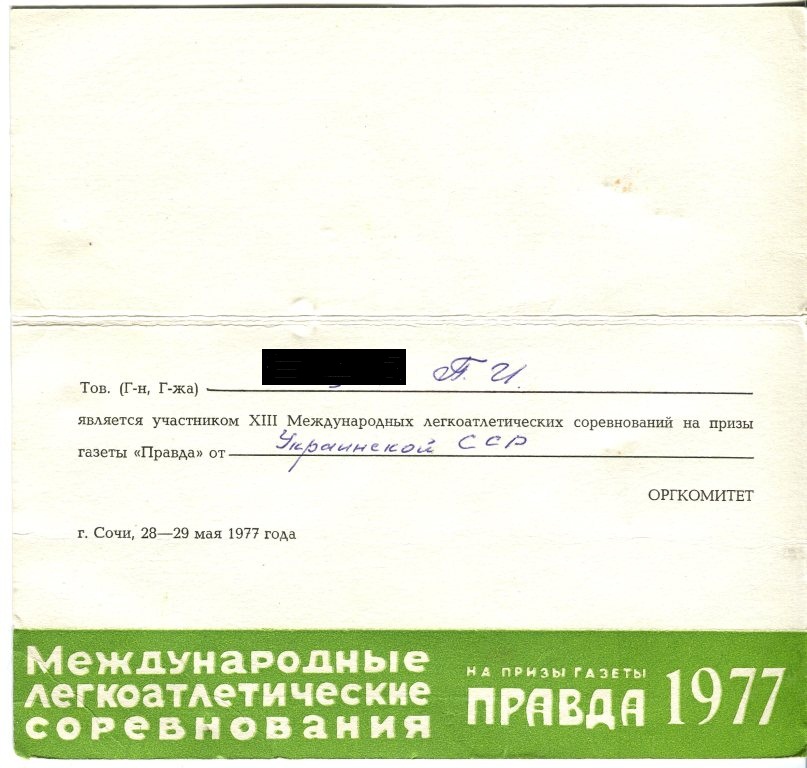 Тов. (Г-н, Г-жа) П. И.
является участником XIII Международных легкоатлетических соревнований на призы
газеты «Правда» от Украинской ССР
ОРГКОМИТЕТ
г. Сочи, 28—29 мая 1977 года
Международные
легкоатлетические
соревнования
НА ПРИЗЫ ГАЗЕТЫ
ПРАВДА 1977